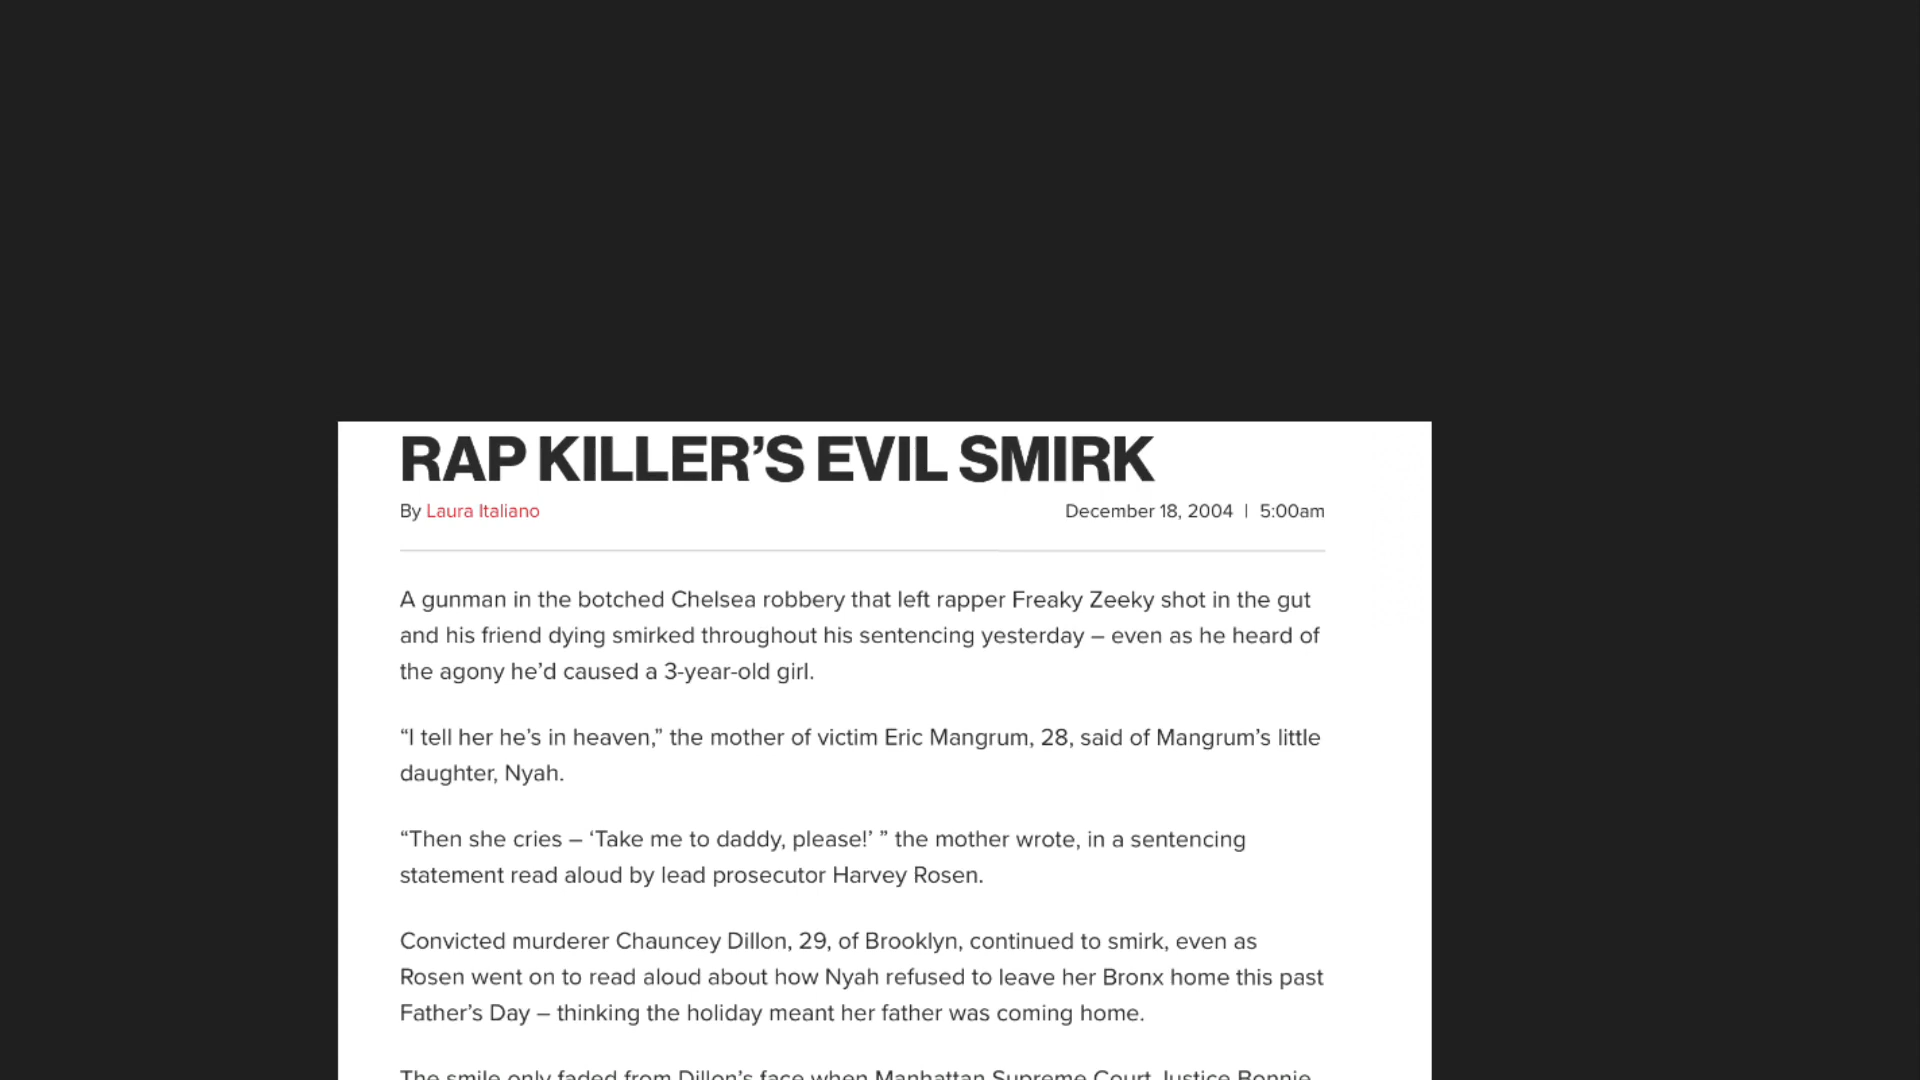 RAP KILLER’S EVIL SMIRK
By Laura Italiano December 18, 2004 | 5:00am
A gunman in the botched Chelsea robbery that left rapper Freaky Zeeky shot in the gut
and his friend dying smirked throughout his sentencing yesterday – even as he heard of
the agony he’d caused a 3-year-old girl.
“I tell her he’s in heaven,” the mother of victim Eric Mangrum, 28, said of Mangrum’s little
daughter, Nyah.
“Then she cries – ‘Take me to daddy, please!’ ” the mother wrote, in a sentencing
statement read aloud by lead prosecutor Harvey Rosen.
Convicted murderer Chauncey Dillon, 29, of Brooklyn, continued to smirk, even as
Rosen went on to read aloud about how Nyah refused to leave her Bronx home this past
Father’s Day – thinking the holiday meant her father was coming home.
The smile only faded from Dillon’s face when Manhattan Supreme Court Justice Bonnie